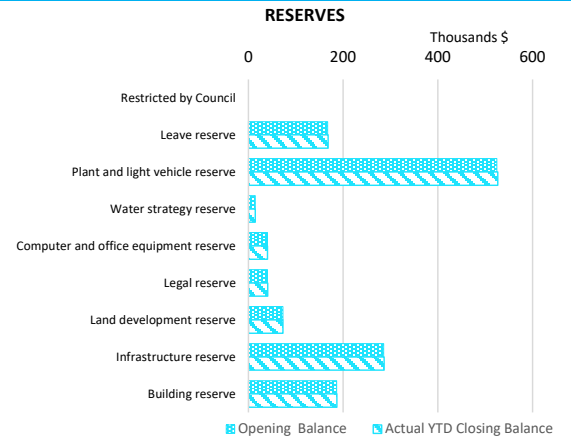 RESERVES
Thousands $
0 200 400 600
Restricted by Council
Leave reserve
Plant and light vehicle reserve
Water strategy reserve
Computer and office equipment reserve
Legal reserve
Land development reserve
Infrastructure reserve
Building reserve
Opening Balance Actual YTD Closing Balance